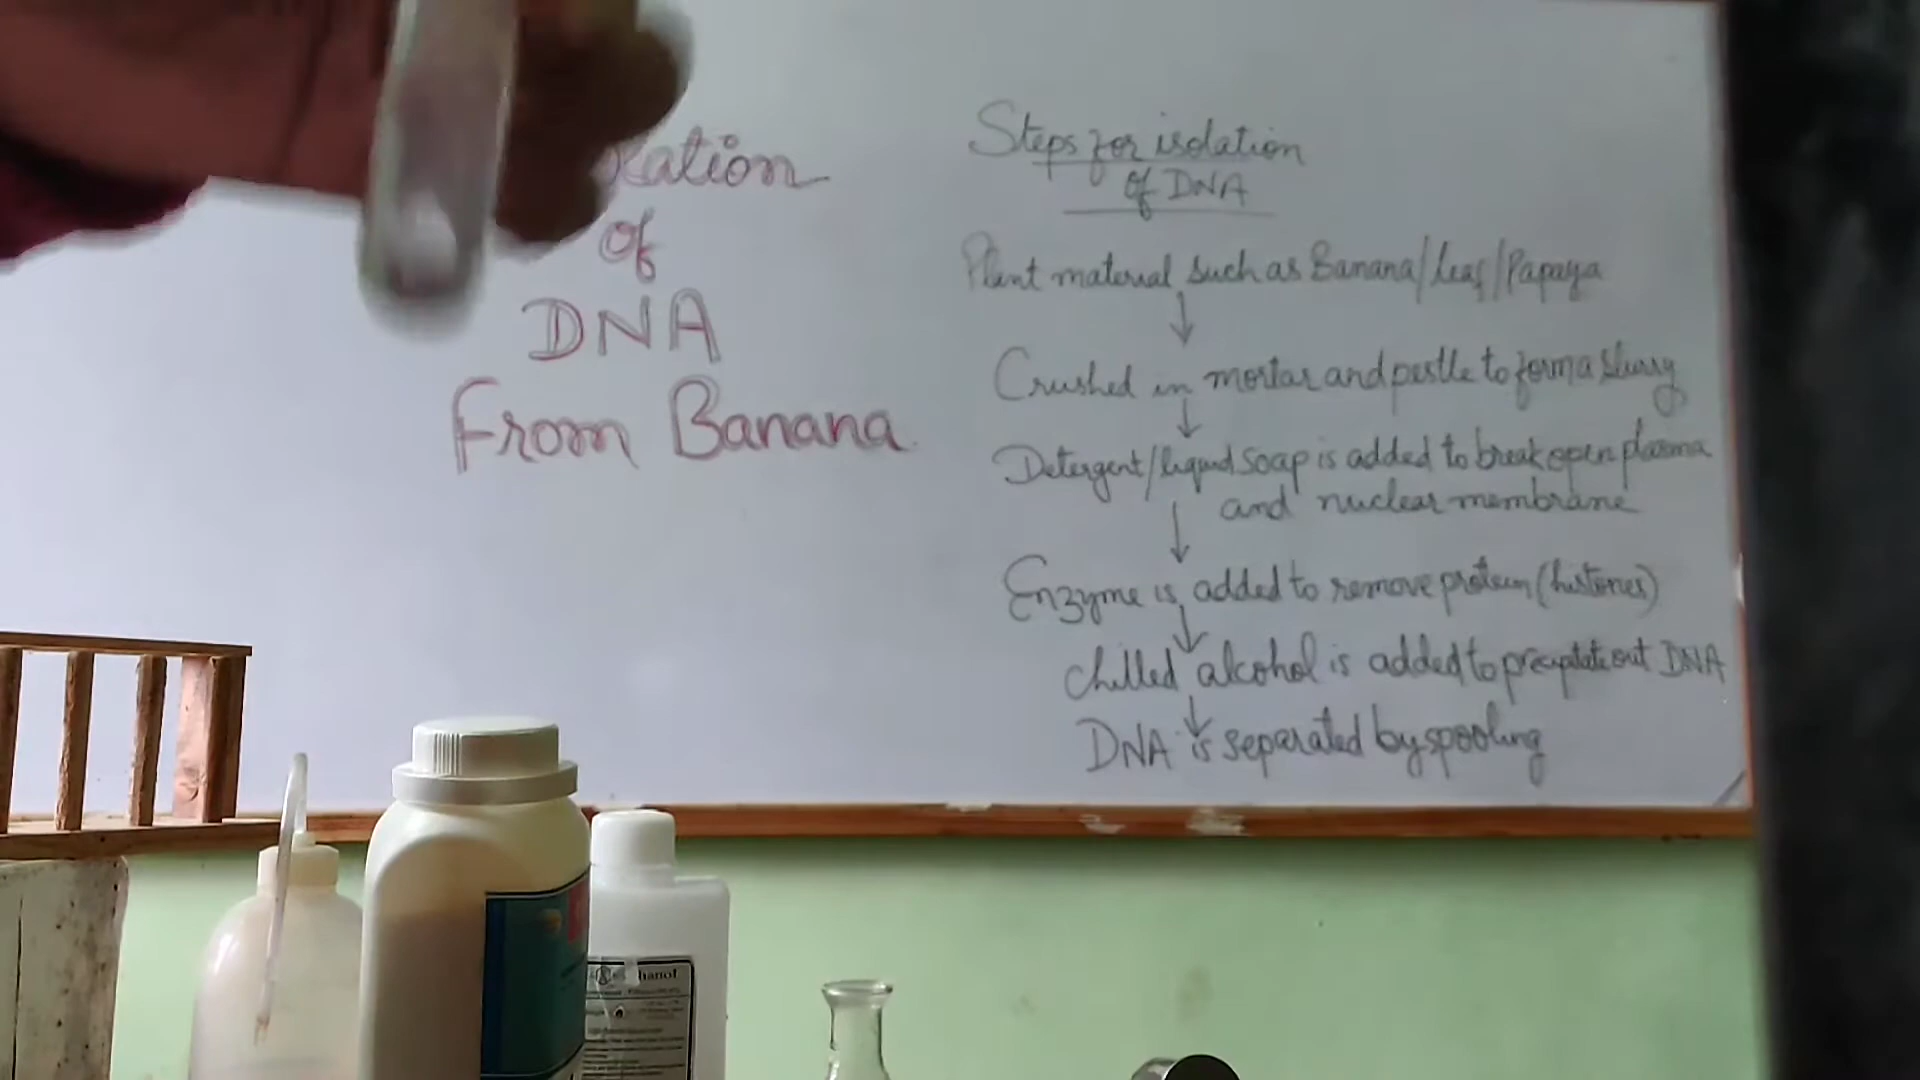 of
DNA
From Banana
Steps for isolation
of DNA
Plant material such as Banana/leaf/Papaya
Crushed in mortar and pestle to form a slurry
Detergent/liquid soap is added to break open plasma
and nuclear membrane
Enzyme is added to remove protein (histones)
chilled alcohol is added to precipitate out DNA
DNA is separated by spooling